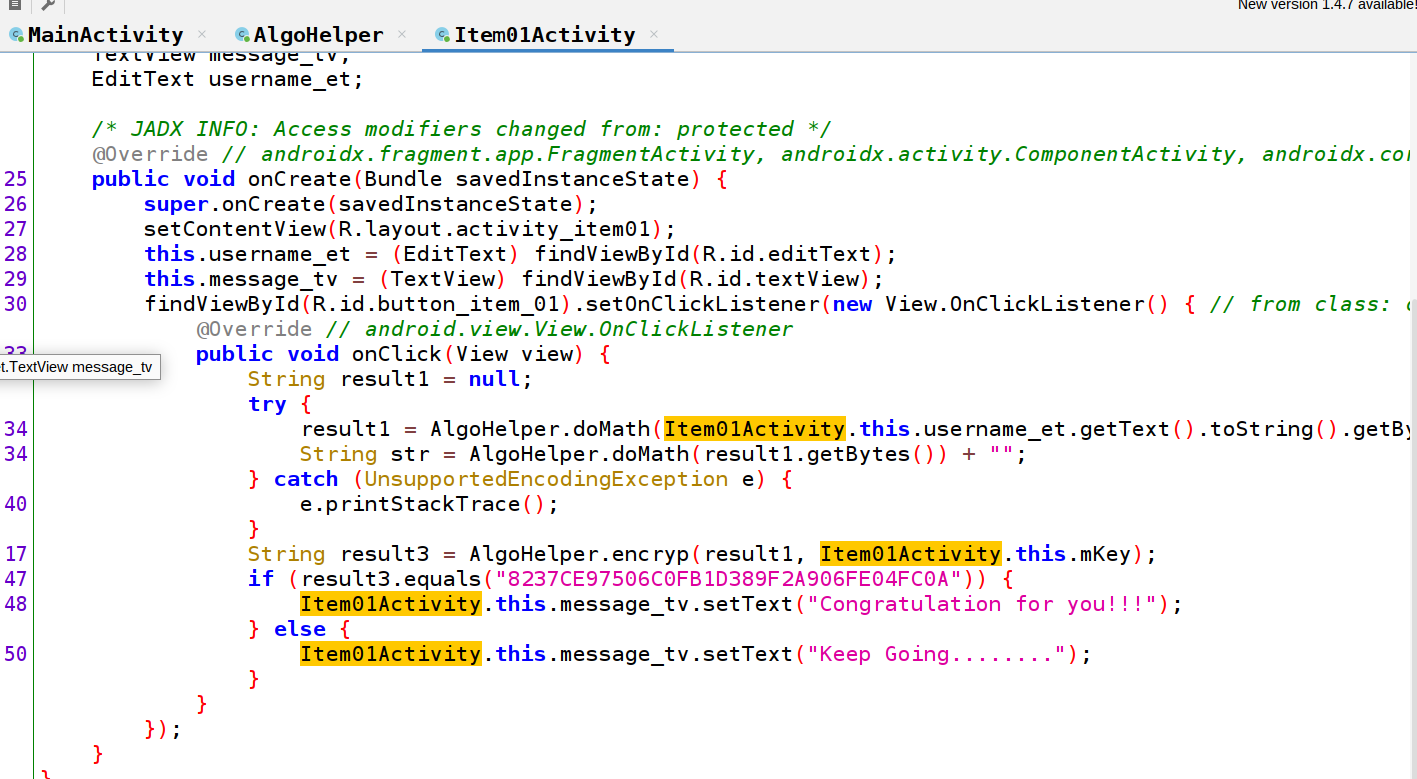 New version 1.4.7 available!
MainActivity × AlgoHelper × Item01Activity ×
TextView message_tv;
EditText username_et;
/* JADX INFO: Access modifiers changed from: protected */
@Override // androidx.fragment.app.FragmentActivity, androidx.activity.ComponentActivity, androidx.cor
25 public void onCreate(Bundle savedInstanceState) {
26 super.onCreate(savedInstanceState);
27 setContentView(R.layout.activity_item01);
28 this.username_et = (EditText) findViewById(R.id.editText);
29 this.message_tv = (TextView) findViewById(R.id.textView);
30 findViewById(R.id.button_item_01).setOnClickListener(new View.OnClickListener() { // from class: c
@Override // android.view.View.OnClickListener
33 public void onClick(View view) {
t.TextView message_tv
String result1 = null;
try {
34 result1 = AlgoHelper.doMath(Item01Activity.this.username_et.getText().toString().getBy
34 String str = AlgoHelper.doMath(result1.getBytes()) + "";
} catch (UnsupportedEncodingException e) {
40 e.printStackTrace();
}
17 String result3 = AlgoHelper.encryp(result1, Item01Activity.this.mKey);
47 if (result3.equals("8237CE97506C0FB1D389F2A906FE04FC0A")) {
48 Item01Activity.this.message_tv.setText("Congratulation for you!!!");
} else {
50 Item01Activity.this.message_tv.setText("Keep Going........");
}
}
});
}
}